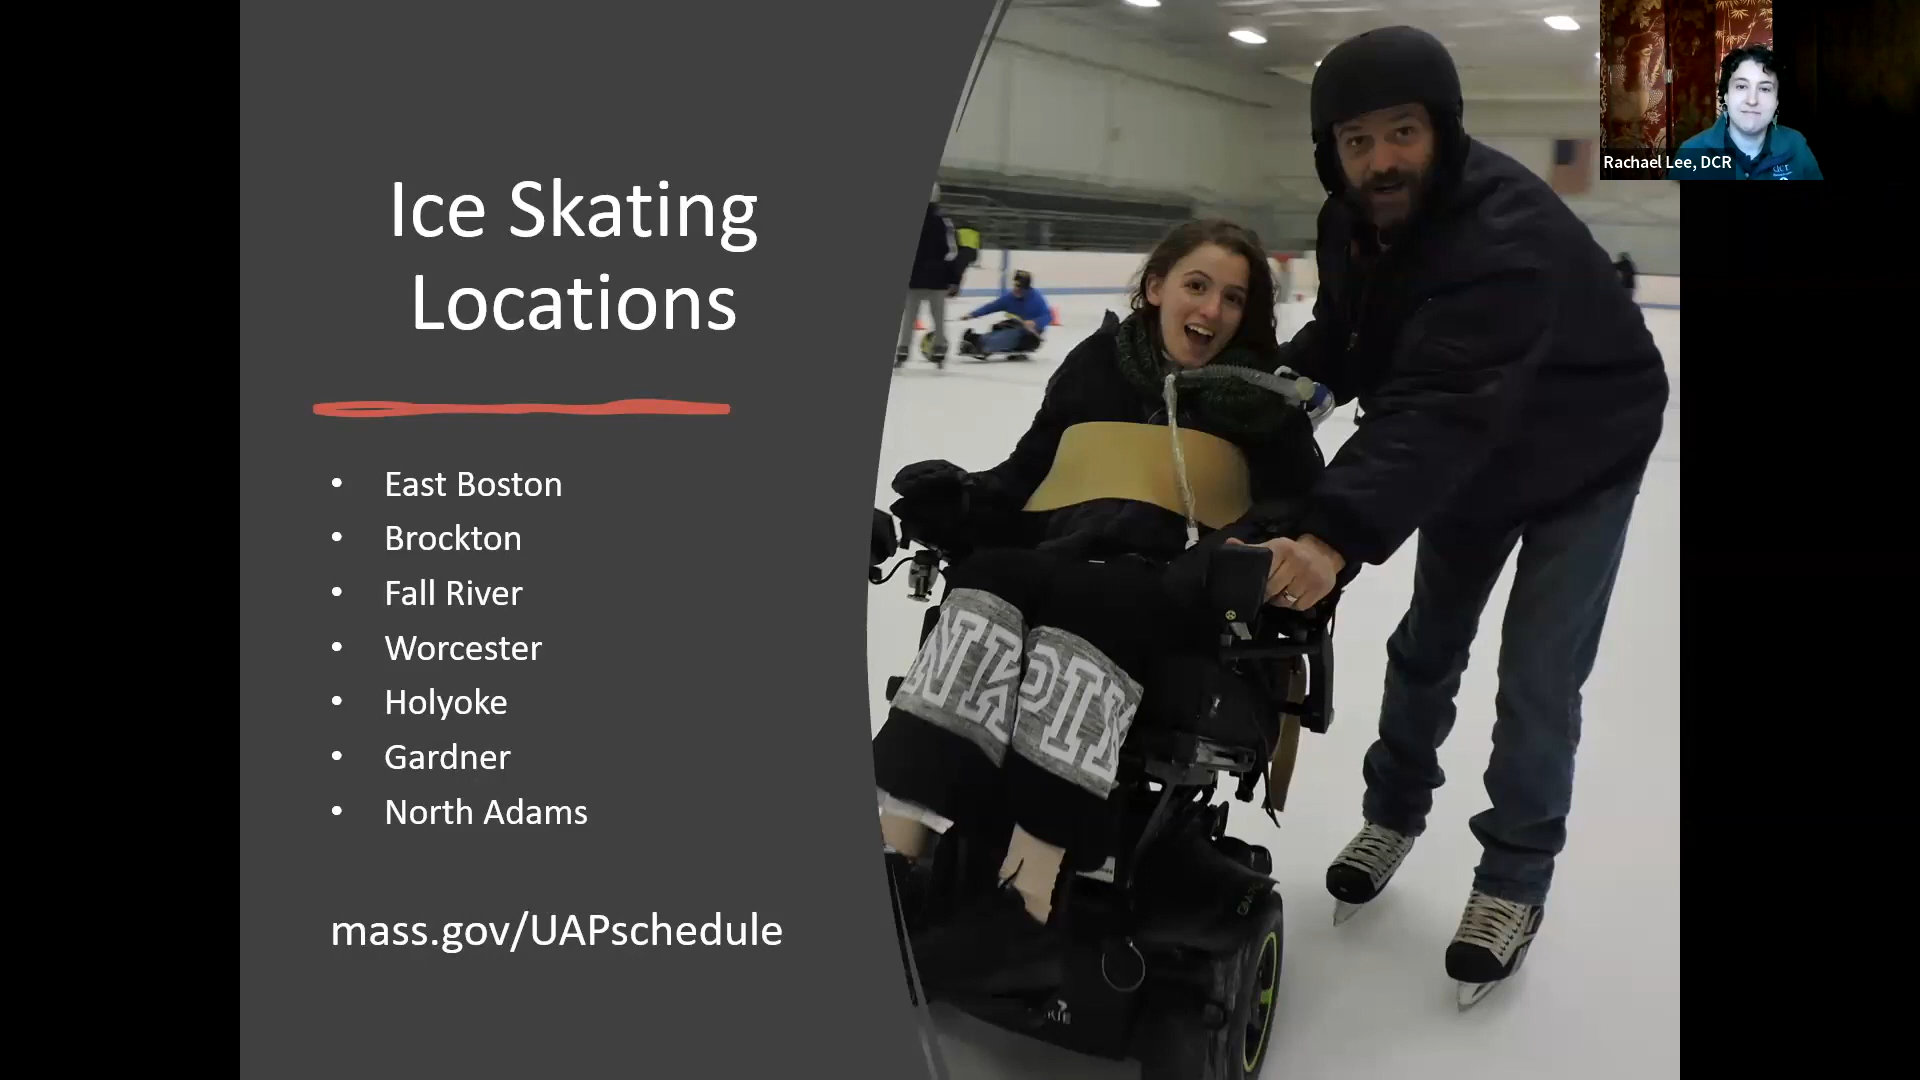 Ice Skating
Locations
• East Boston
• Brockton
• Fall River
• Worcester
• Holyoke
• Gardner
• North Adams
mass.gov/UAPschedule
Rachael Lee, DCR
dcr